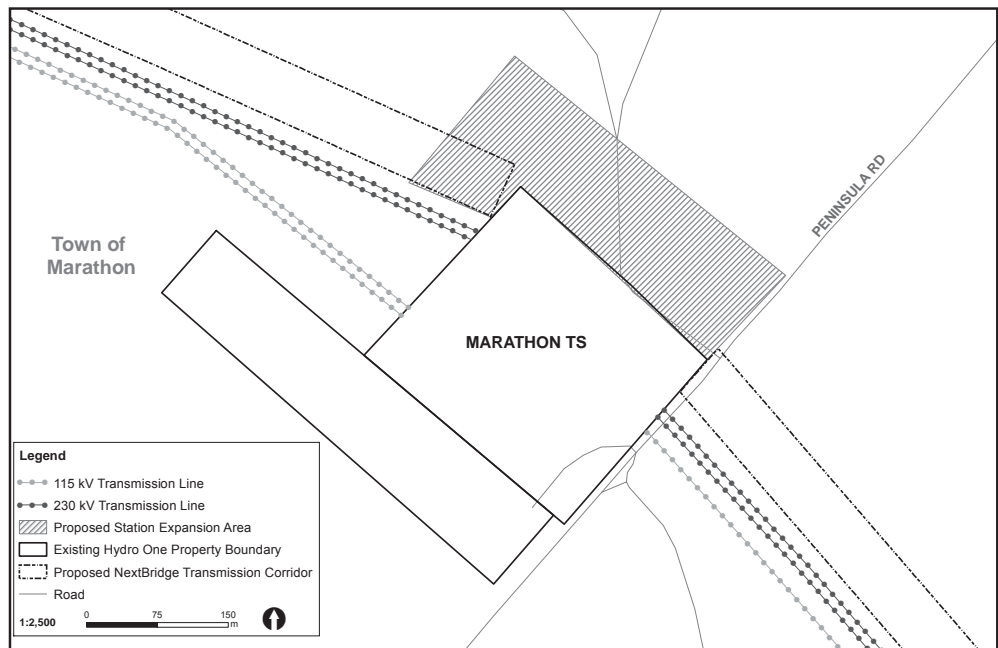 PENINSULA RD
Town of
Marathon
MARATHON TS
Legend
115 kV Transmission Line
230 kV Transmission Line
Proposed Station Expansion Area
Existing Hydro One Property Boundary
Proposed NextBridge Transmission Corridor
Road
1:2,500
0 75 150
m